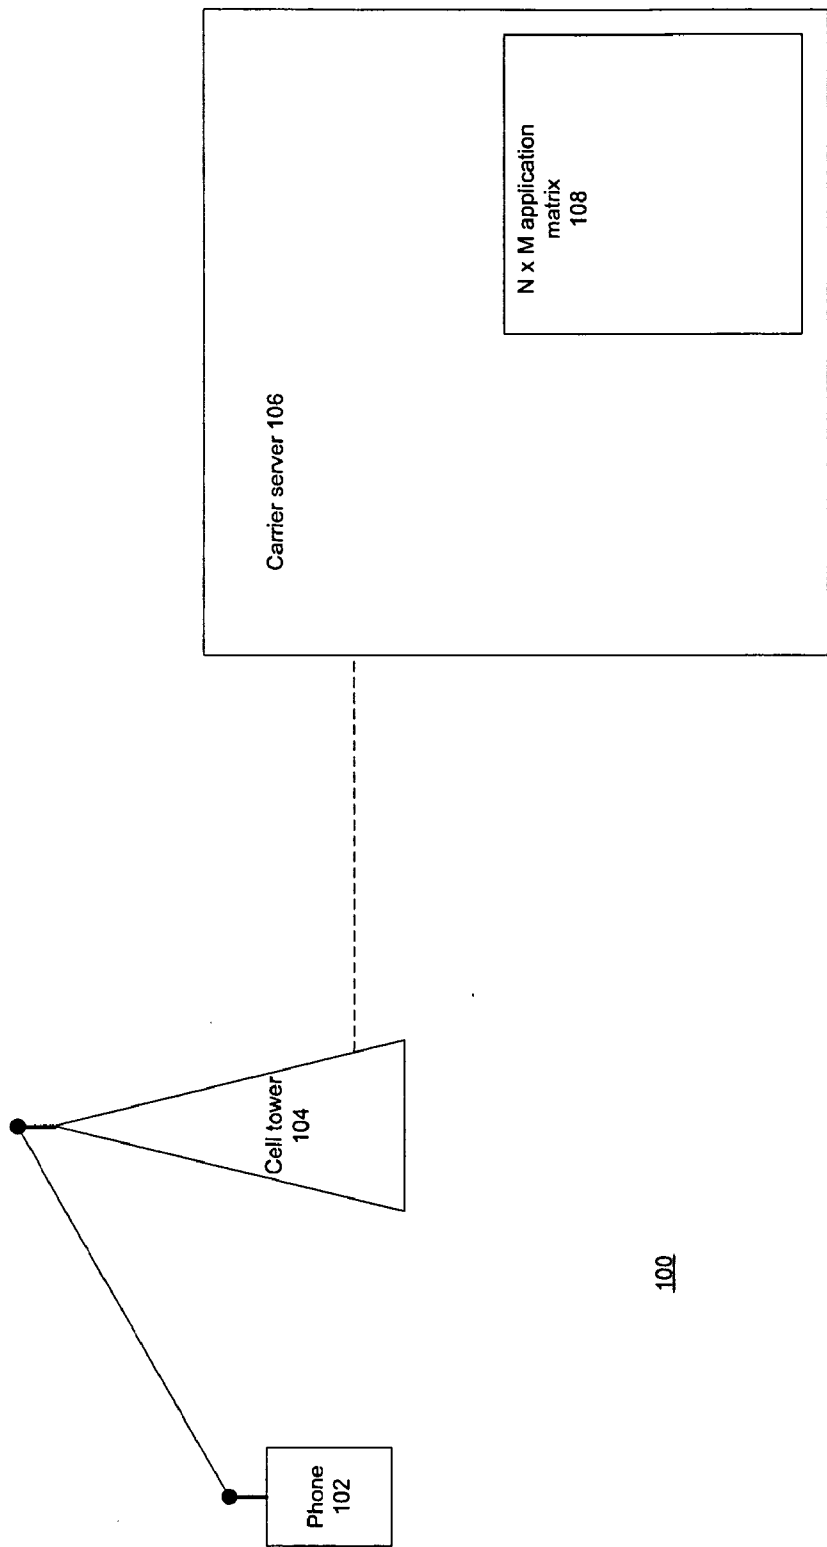 Phone
102
Cell tower
104
Carrier server 106
N x M application
matrix
108
100